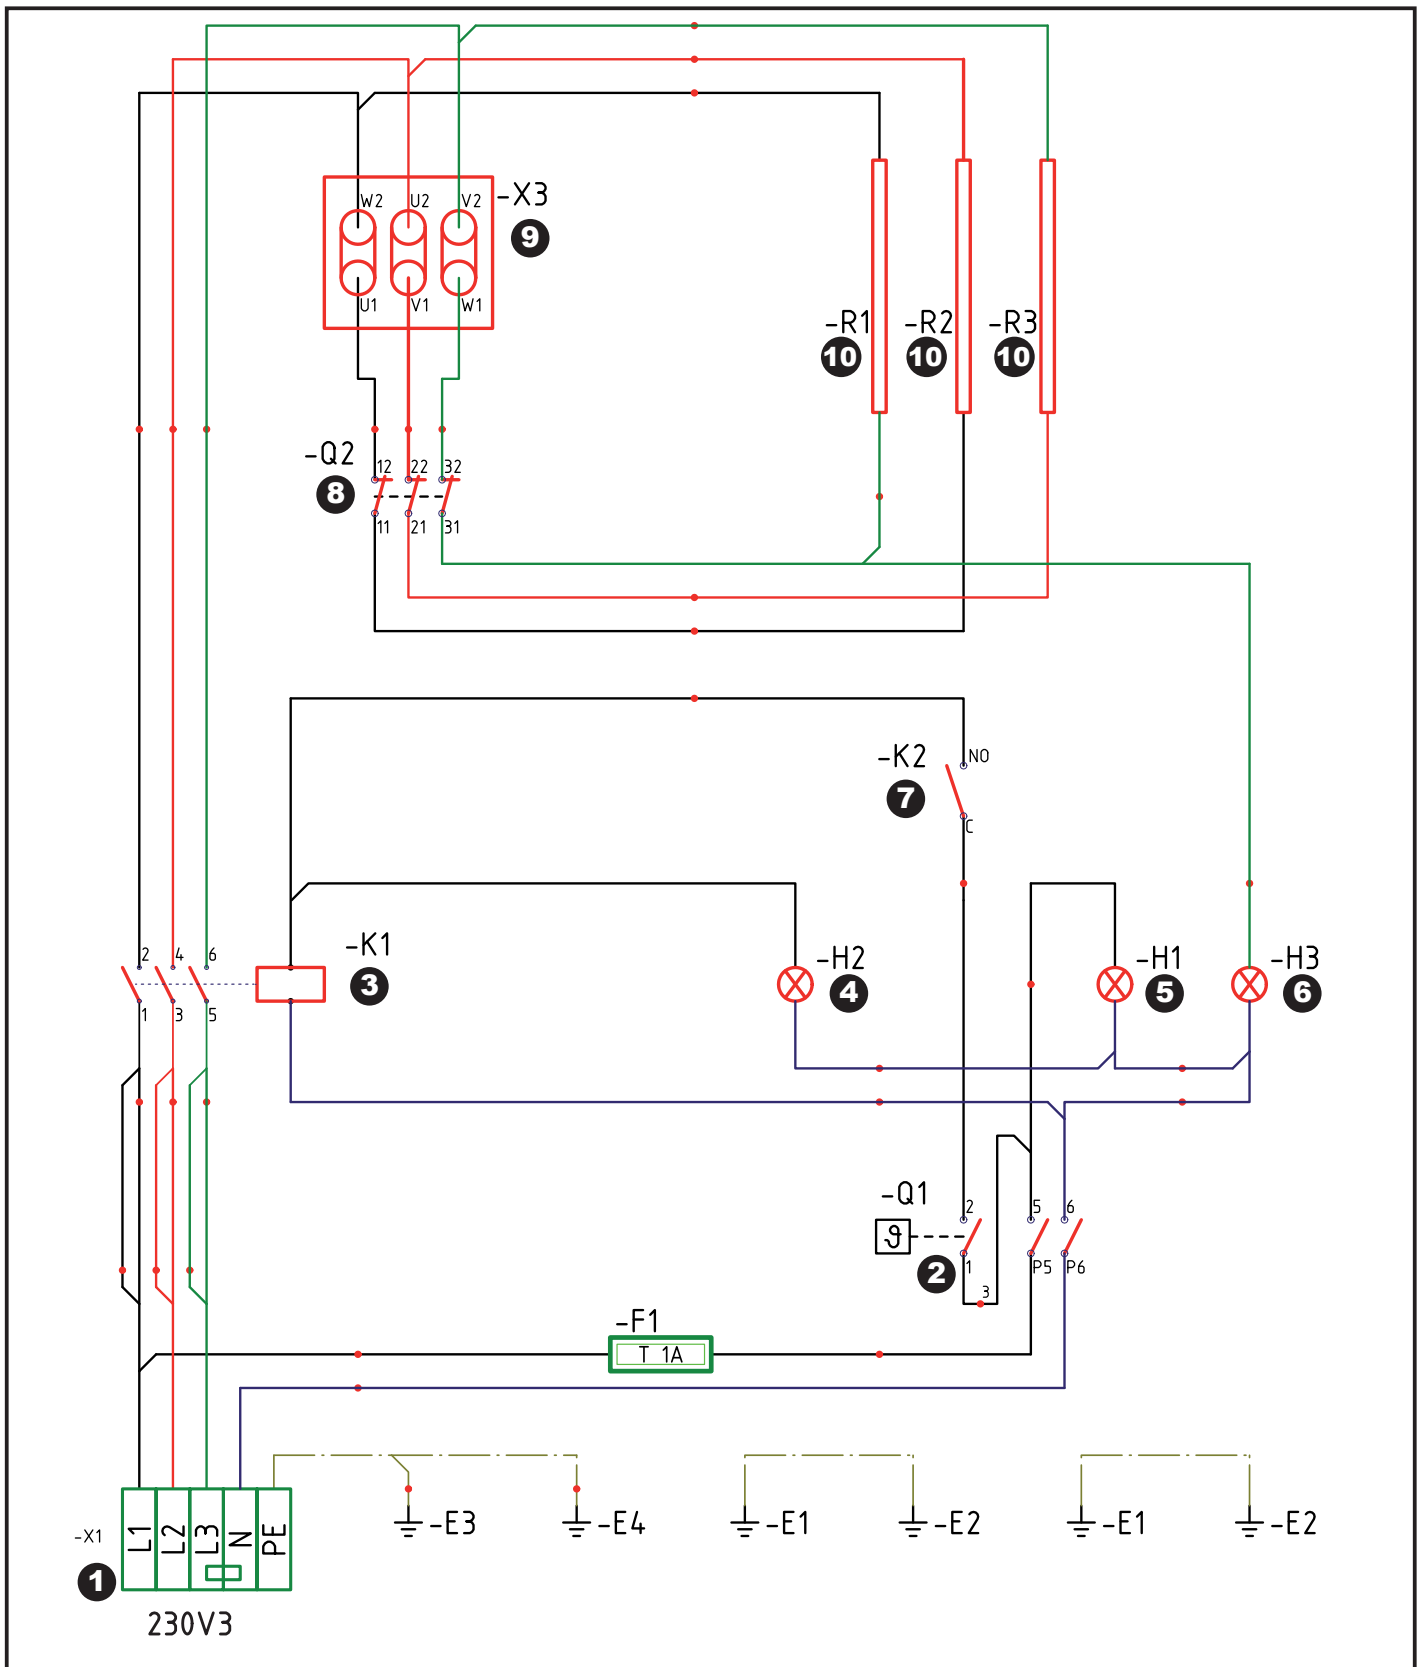 W2 U2 V2 -X3
9
U1 V1 W1
-R1 -R2 -R3
10 10 10
-Q2 12 22 32
8
11 21 31
-K2 NO
7
C
2 4 6 -K1 -H2 -H1 -H3
3 4 5 6
1 3 5
-Q1 2 5 6
ϑ
2 1 P5 P6
3
-F1
T 1A
-X1 L1 L2 L3 N PE -E3 -E4 -E1 -E2 -E1 -E2
1
230V3